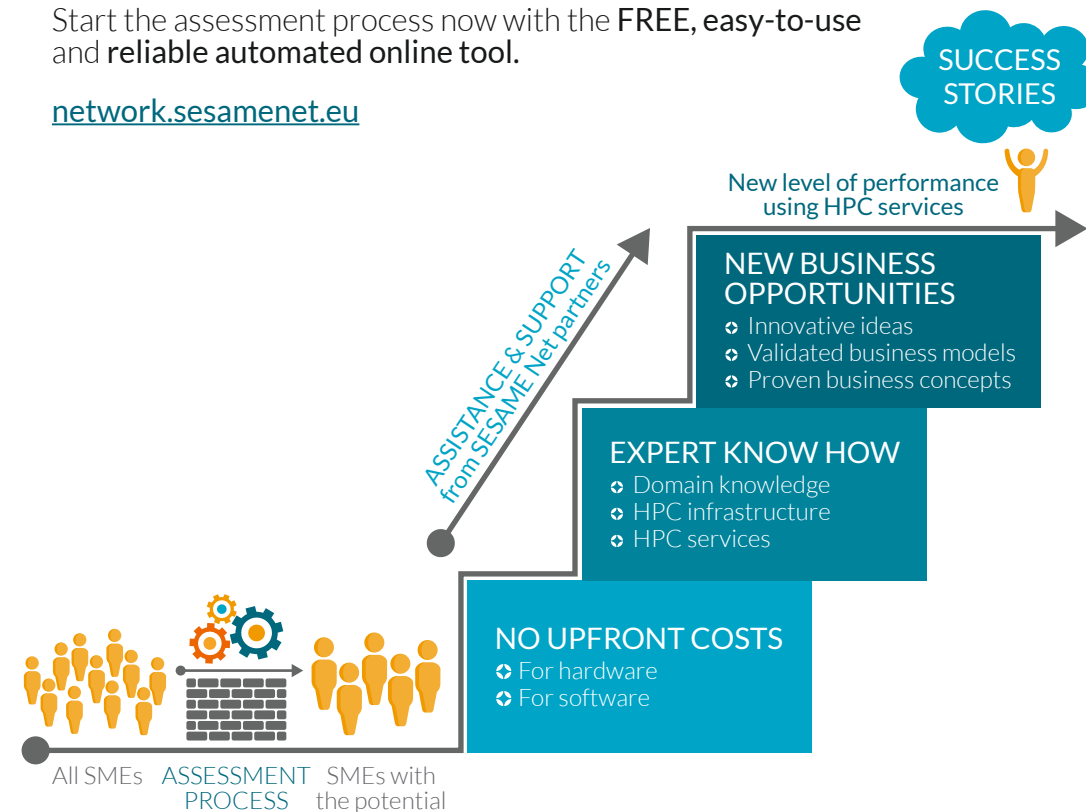 Start the assessment process now with the FREE, easy-to-use
and reliable automated online tool.
network.sesamenet.eu
SUCCESS
STORIES
New level of performance
using HPC services
ASSISTANCE & SUPPORT
from SESAME Net partners
NEW BUSINESS
OPPORTUNITIES
Innovative ideas
Validated business models
Proven business concepts
EXPERT KNOW HOW
Domain knowledge
HPC infrastructure
HPC services
NO UPFRONT COSTS
For hardware
For software
All SMEs
ASSESSMENT
PROCESS
SMEs with
the potential